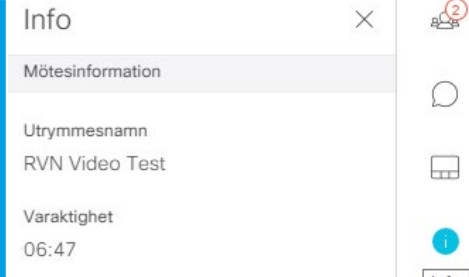 Info
2
Mötesinformation
Utrymmesnamn
RVN Video Test
Varaktighet
06:47